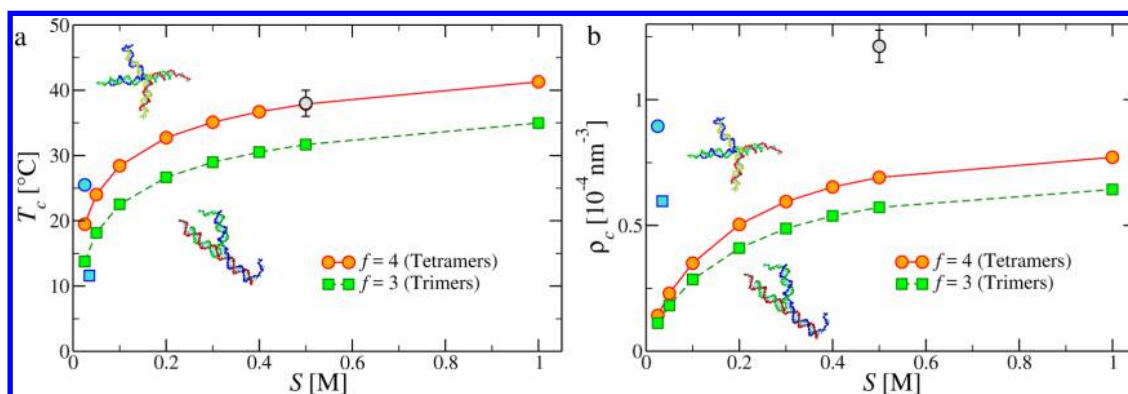 a
T_c [°C]
50
40
30
20
10
0
f = 4 (Tetramers)
f = 3 (Trimers)
0 0.2 0.4 0.6 0.8 1
S [M]
b
ρ_c [10⁻⁴ nm⁻³]
1
0.5
0
f = 4 (Tetramers)
f = 3 (Trimers)
0 0.2 0.4 0.6 0.8 1
S [M]